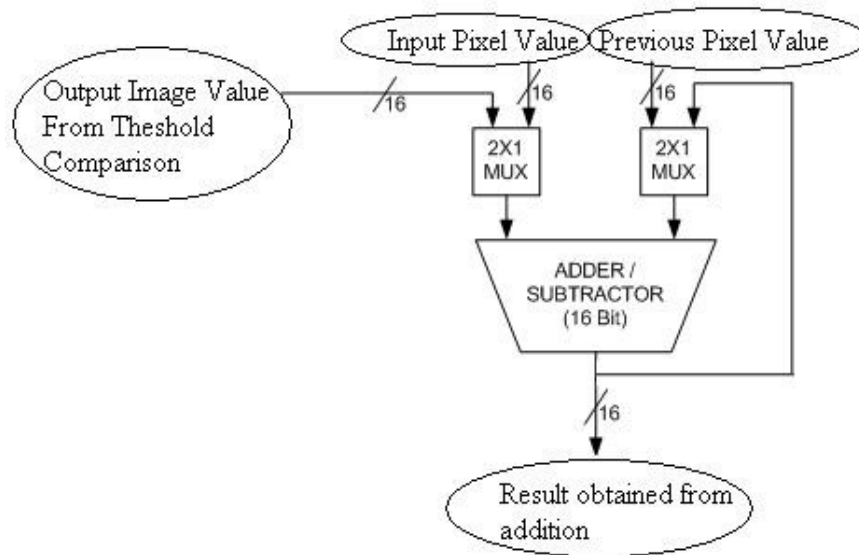 Input Pixel Value
Previous Pixel Value
Output Image Value
From Theshold
Comparison
16
16
16
2X1
MUX
2X1
MUX
ADDER /
SUBTRACTOR
(16 Bit)
16
Result obtained from
addition